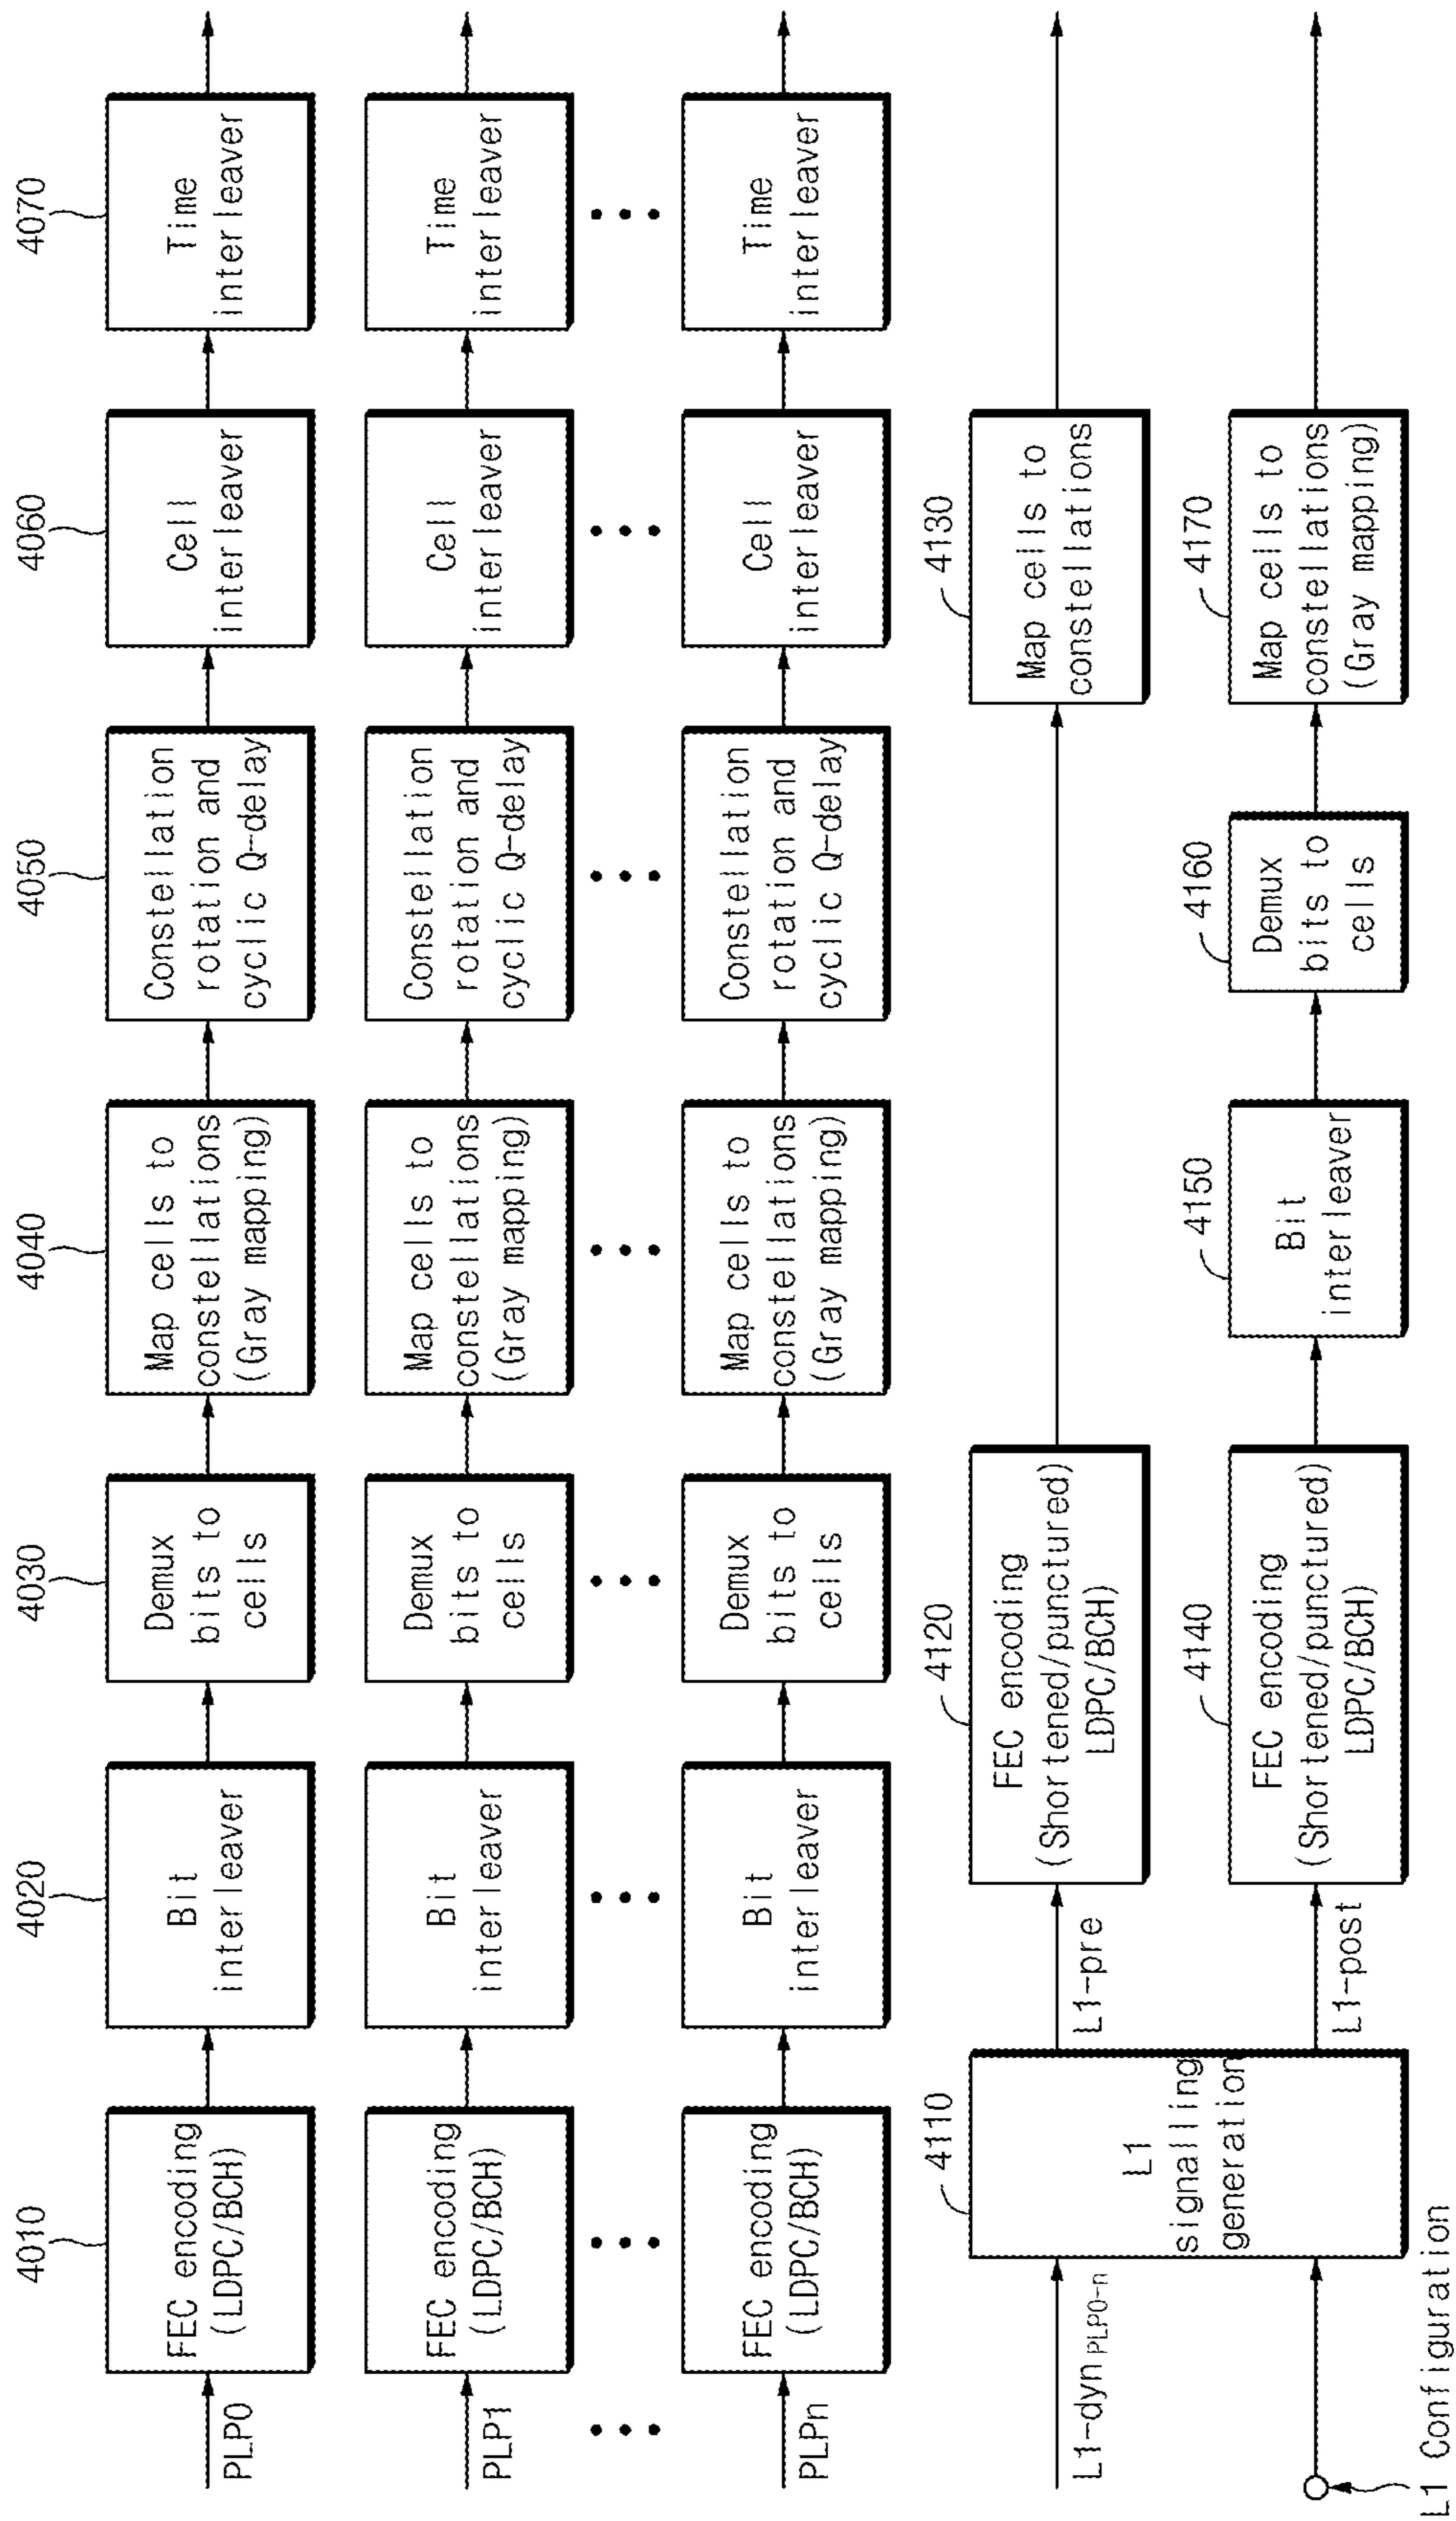 4010
4020
4030
4040
4050
4060
4070
PLP0
FEC encoding
(LDPC/BCH)
Bit
interleaver
Demux
bits to
cells
Map cells to
constellations
(Gray mapping)
Constellation
rotation and
cyclic Q-delay
Cell
interleaver
Time
interleaver
PLP1
FEC encoding
(LDPC/BCH)
Bit
interleaver
Demux
bits to
cells
Map cells to
constellations
(Gray mapping)
Constellation
rotation and
cyclic Q-delay
Cell
interleaver
Time
interleaver
PLPn
FEC encoding
(LDPC/BCH)
Bit
interleaver
Demux
bits to
cells
Map cells to
constellations
(Gray mapping)
Constellation
rotation and
cyclic Q-delay
Cell
interleaver
Time
interleaver
4110
4120
4130
L1-dynPLP0-n
L1
signalling
generation
L1-pre
FEC encoding
(Shortened/punctured)
LDPC/BCH)
Map cells to
constellations
4140
4150
4160
4170
L1-post
FEC encoding
(Shortened/punctured)
LDPC/BCH)
Bit
interleaver
Demux
bits to
cells
Map cells to
constellations
(Gray mapping)
L1 Configuration